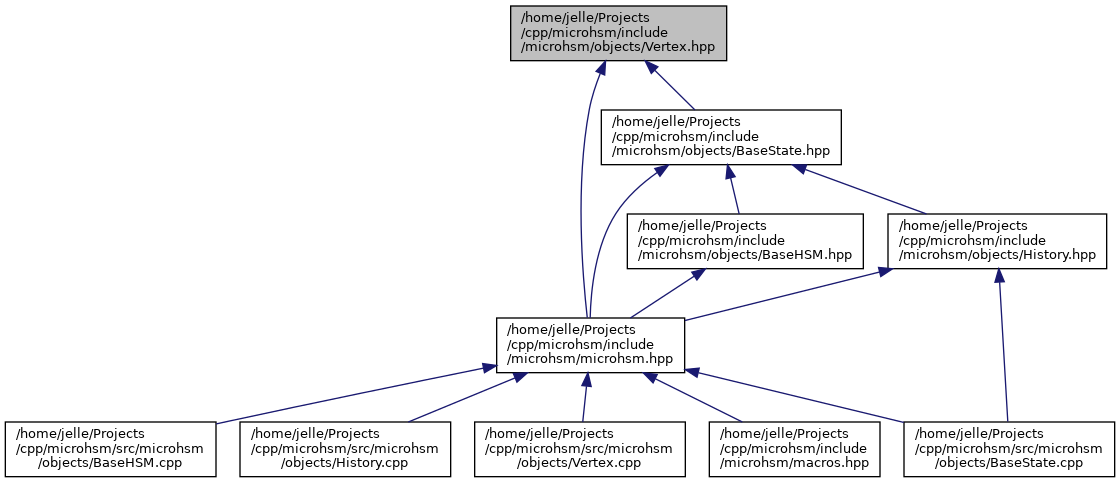 /home/jelle/Projects
/cpp/microhsm/include
/microhsm/objects/Vertex.hpp
/home/jelle/Projects
/cpp/microhsm/include
/microhsm/objects/BaseState.hpp
/home/jelle/Projects
/cpp/microhsm/include
/microhsm/objects/BaseHSM.hpp
/home/jelle/Projects
/cpp/microhsm/include
/microhsm/objects/History.hpp
/home/jelle/Projects
/cpp/microhsm/include
/microhsm/microhsm.hpp
/home/jelle/Projects
/cpp/microhsm/src/microhsm
/objects/BaseHSM.cpp
/home/jelle/Projects
/cpp/microhsm/src/microhsm
/objects/History.cpp
/home/jelle/Projects
/cpp/microhsm/src/microhsm
/objects/Vertex.cpp
/home/jelle/Projects
/cpp/microhsm/include
/microhsm/macros.hpp
/home/jelle/Projects
/cpp/microhsm/src/microhsm
/objects/BaseState.cpp